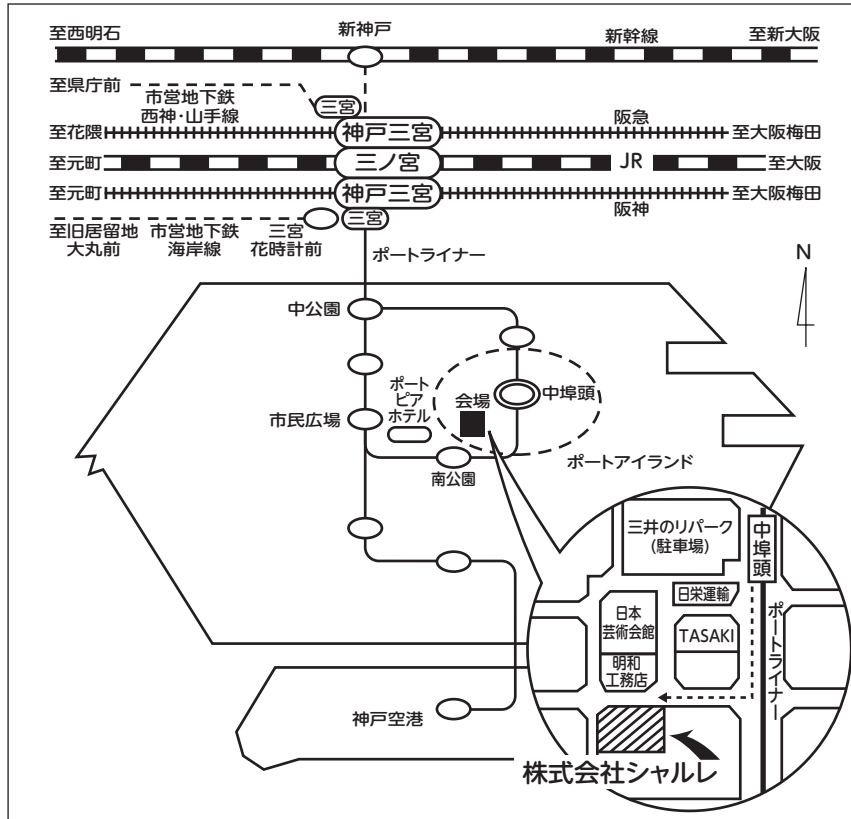 至西明石
新神戸
新幹線
至新大阪
至県庁前
市営地下鉄
西神・山手線
三宮
至花隈
神戸三宮
阪急
至大阪梅田
至元町
三ノ宮
JR
至大阪
至元町
神戸三宮
阪神
至大阪梅田
至旧居留地
大丸前
市営地下鉄
海岸線
三宮
花時計前
三宮
ポートライナー
N
中公園
ポート
ピア
ホテル
会場
中埠頭
市民広場
ポートアイランド
南公園
三井のリパーク
(駐車場)
中埠頭
日栄運輸
日本
芸術会館
TASAKI
明和
工務店
ポートライナー
神戸空港
株式会社シャルレ